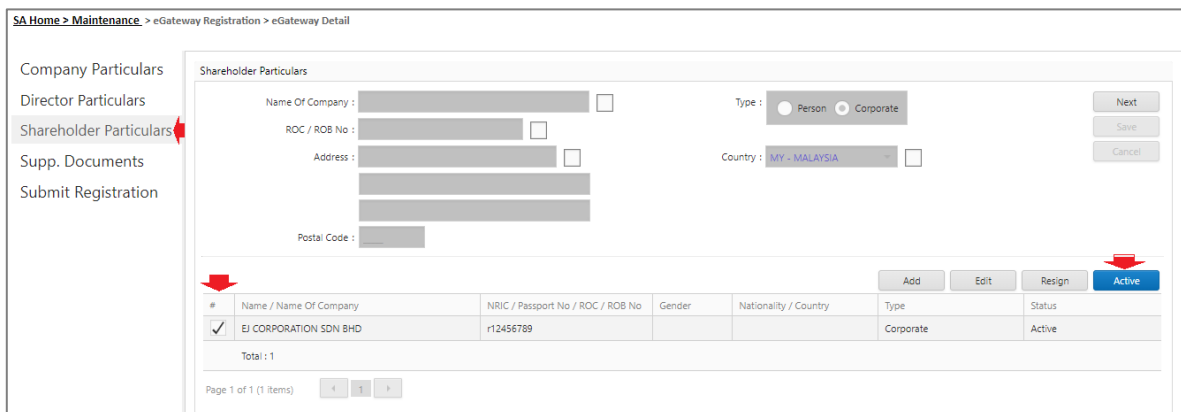 SA Home > Maintenance > eGateway Registration > eGateway Detail
Company Particulars
Director Particulars
Shareholder Particulars
Supp. Documents
Submit Registration
Shareholder Particulars
Name Of Company :
Type : Person Corporate
Next
ROC / ROB No :
Save
Address :
Country : MY - MALAYSIA
Cancel
Postal Code : ____
Add Edit Resign Active
# Name / Name Of Company NRIC / Passport No / ROC / ROB No Gender Nationality / Country Type Status
EJ CORPORATION SDN BHD r12456789 Corporate Active
Total : 1
Page 1 of 1 (1 items) 1